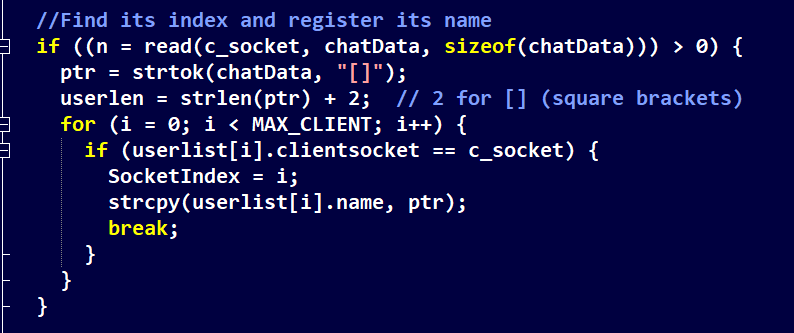 //Find its index and register its name
if ((n = read(c_socket, chatData, sizeof(chatData))) > 0) {
ptr = strtok(chatData, "[]");
userlen = strlen(ptr) + 2;  // 2 for [] (square brackets)
for (i = 0; i < MAX_CLIENT; i++) {
if (userlist[i].clientsocket == c_socket) {
SocketIndex = i;
strcpy(userlist[i].name, ptr);
break;
}
}
}